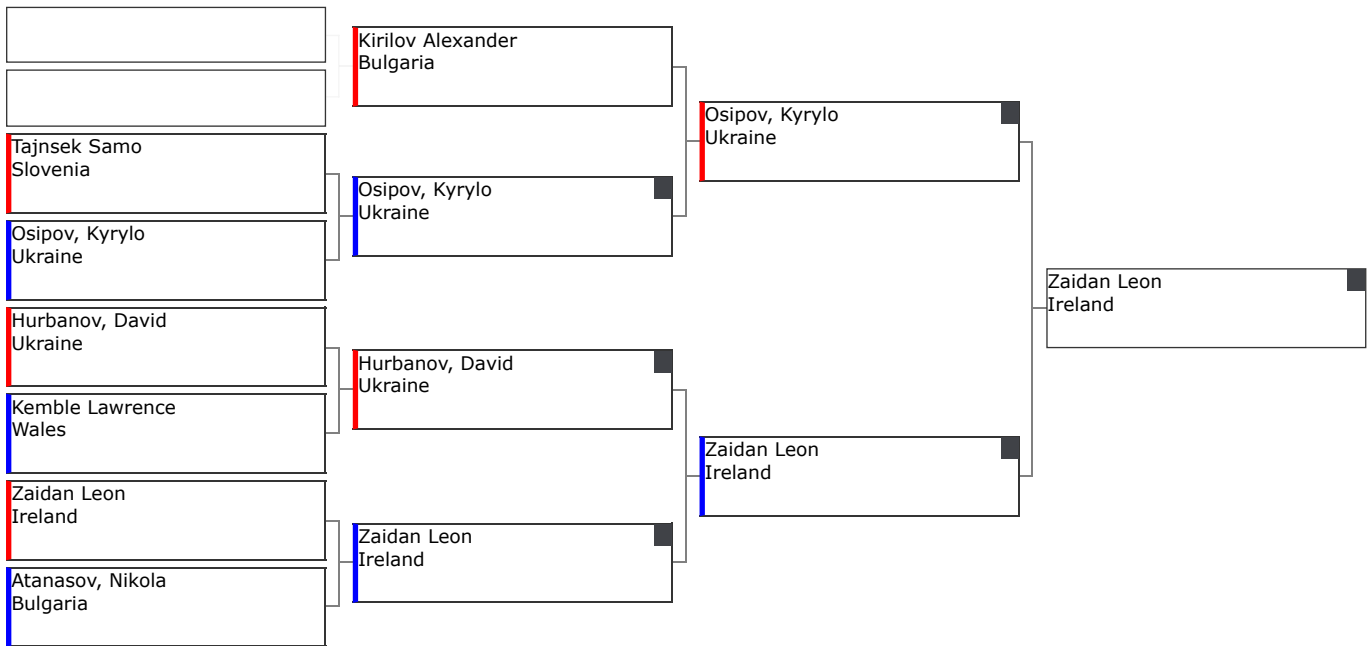 Kirilov Alexander
Bulgaria
Tajnsek Samo
Slovenia
Osipov, Kyrylo
Ukraine
Hurbanov, David
Ukraine
Kemble Lawrence
Wales
Zaidan Leon
Ireland
Atanasov, Nikola
Bulgaria
Osipov, Kyrylo
Ukraine
Hurbanov, David
Ukraine
Zaidan Leon
Ireland
Osipov, Kyrylo
Ukraine
Zaidan Leon
Ireland
Zaidan Leon
Ireland